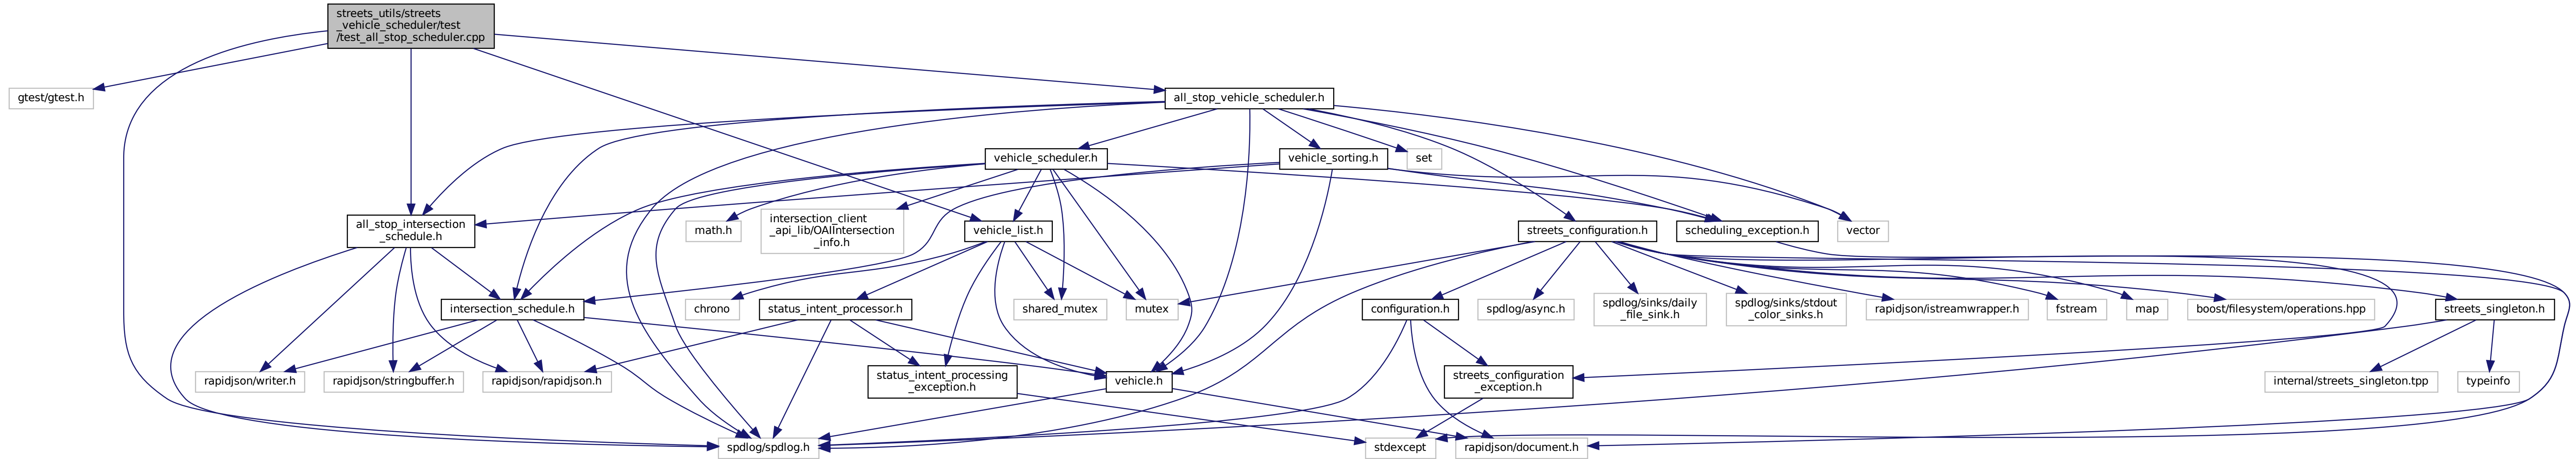 streets_utils/streets
_vehicle_scheduler/test
/test_all_stop_scheduler.cpp
gtest/gtest.h
all_stop_vehicle_scheduler.h
vehicle_scheduler.h
vehicle_sorting.h
set
all_stop_intersection
_schedule.h
math.h
intersection_client
_api_lib/OAIIntersection
_info.h
vehicle_list.h
streets_configuration.h
scheduling_exception.h
vector
intersection_schedule.h
chrono
status_intent_processor.h
shared_mutex
mutex
configuration.h
spdlog/async.h
spdlog/sinks/daily
_file_sink.h
spdlog/sinks/stdout
_color_sinks.h
rapidjson/istreamwrapper.h
fstream
map
boost/filesystem/operations.hpp
streets_singleton.h
rapidjson/writer.h
rapidjson/stringbuffer.h
rapidjson/rapidjson.h
status_intent_processing
_exception.h
vehicle.h
streets_configuration
_exception.h
internal/streets_singleton.tpp
typeinfo
spdlog/spdlog.h
stdexcept
rapidjson/document.h